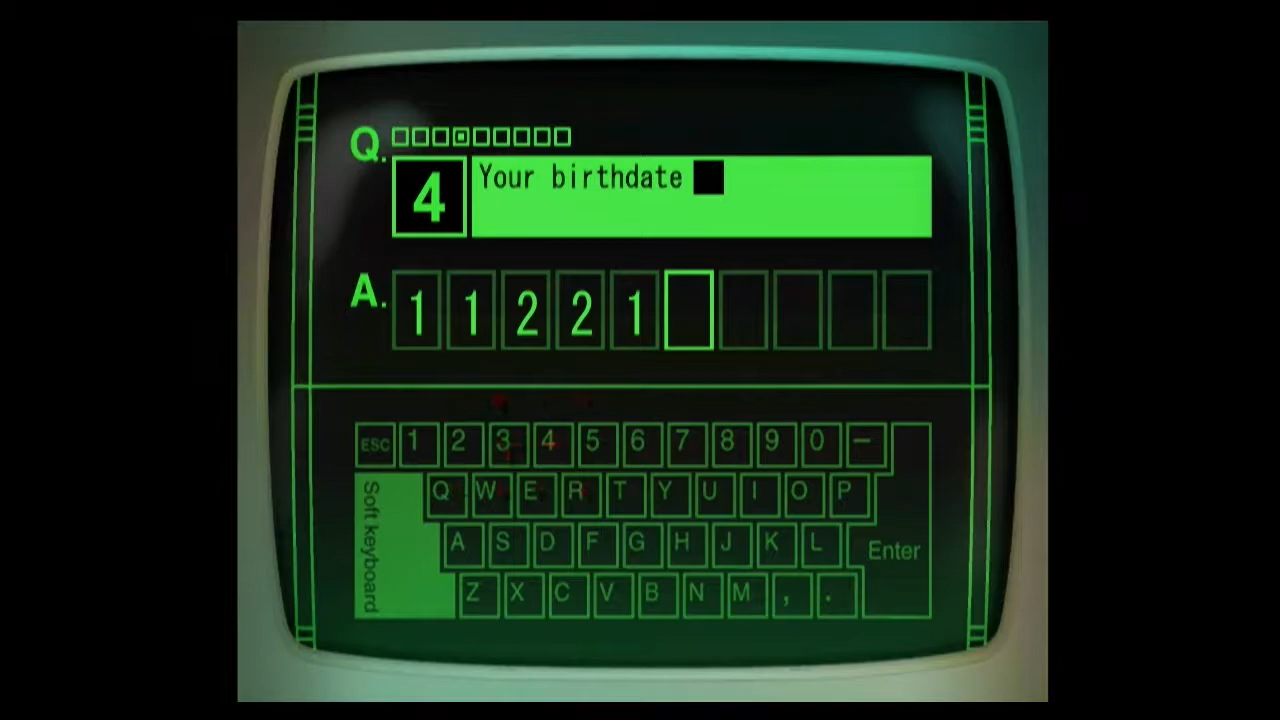 Q.
4 Your birthdate
A. 1 1 2 2 1
ESC 1 2 3 4 5 6 7 8 9 0 -
Q W E R T Y U I O P
Soft keyboard
A S D F G H J K L
Enter
Z X C V B N M , .